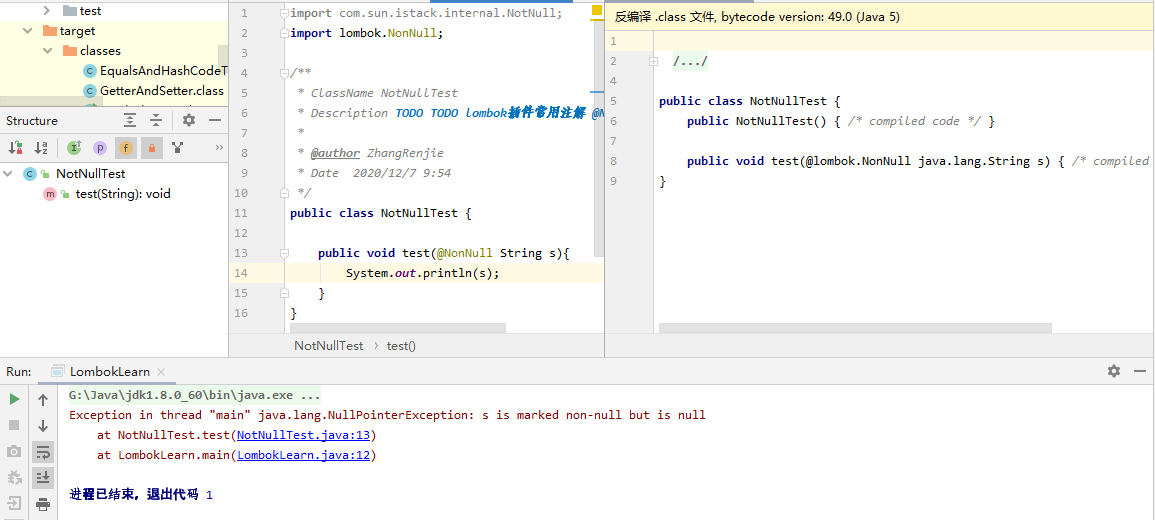 test
target
classes
EqualsAndHashCodeT
GetterAndSetter.class
Structure
NotNullTest
test(String): void
1 import com.sun.istack.internal.NotNull;
2 import lombok.NonNull;
3
4 /**
5 * ClassName NotNullTest
6 * Description TODO TODO lombok插件常用注解 @N
7 *
8 * @author ZhangRenjie
9 * Date 2020/12/7 9:54
10 */
11 public class NotNullTest {
12
13 public void test(@NonNull String s){
14 System.out.println(s);
15 }
16 }
NotNullTest > test()
反编译 .class 文件, bytecode version: 49.0 (Java 5)
1
2 /.../
4
5 public class NotNullTest {
6 public NotNullTest() { /* compiled code */ }
7
8 public void test(@lombok.NonNull java.lang.String s) { /* compiled
9 }
Run: LombokLearn
G:\Java\jdk1.8.0_60\bin\java.exe ...
Exception in thread "main" java.lang.NullPointerException: s is marked non-null but is null
at NotNullTest.test(NotNullTest.java:13)
at LombokLearn.main(LombokLearn.java:12)
进程已结束，退出代码 1